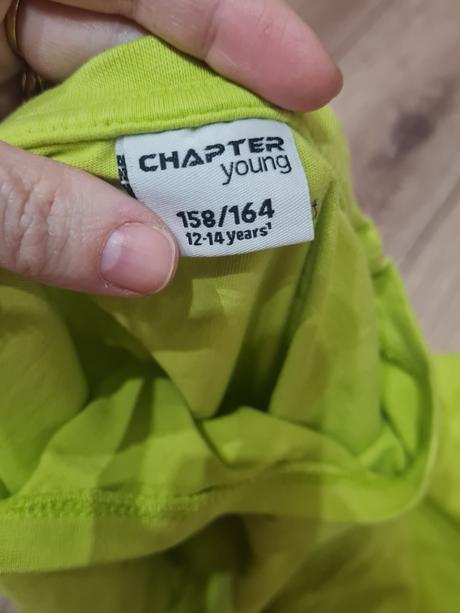 CHAPTER
young
158/164
12-14 years¹